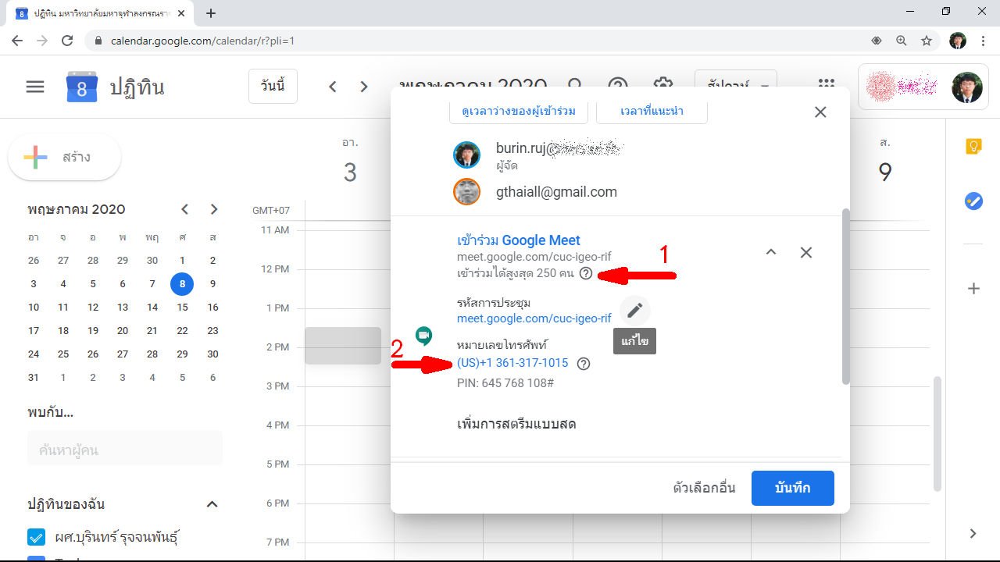 ปฏิทิน มหาวิทยาลัยมหาจุฬาลงกรณรา
calendar.google.com/calendar/r?pli=1
8 ปฏิทิน
วันนี้
พฤษภาคม 2020
สัปดาห์
สร้าง
อา.
3
ส.
9
พฤษภาคม 2020
อา จ อ พ พฤ ศ ส
26 27 28 29 30 1 2
3 4 5 6 7 8 9
10 11 12 13 14 15 16
17 18 19 20 21 22 23
24 25 26 27 28 29 30
31 1 2 3 4 5 6
พบกับ...
ค้นหาผู้คน
ปฏิทินของฉัน
ผศ.บุรินทร์ รุจจนพันธุ์
GMT+07
11 AM
12 PM
1 PM
2 PM
3 PM
4 PM
5 PM
6 PM
7 PM
ดูเวลาว่างของผู้เข้าร่วม
เวลาที่แนะนำ
burin.ruj@
ผู้จัด
gthaiall@gmail.com
เข้าร่วม Google Meet
meet.google.com/cuc-igeo-rif
1
เข้าร่วมได้สูงสุด 250 คน
รหัสการประชุม
meet.google.com/cuc-igeo-rif
แก้ไข
หมายเลขโทรศัพท์
2
(US)+1 361-317-1015
PIN: 645 768 108#
เพิ่มการสตรีมแบบสด
ตัวเลือกอื่น
บันทึก